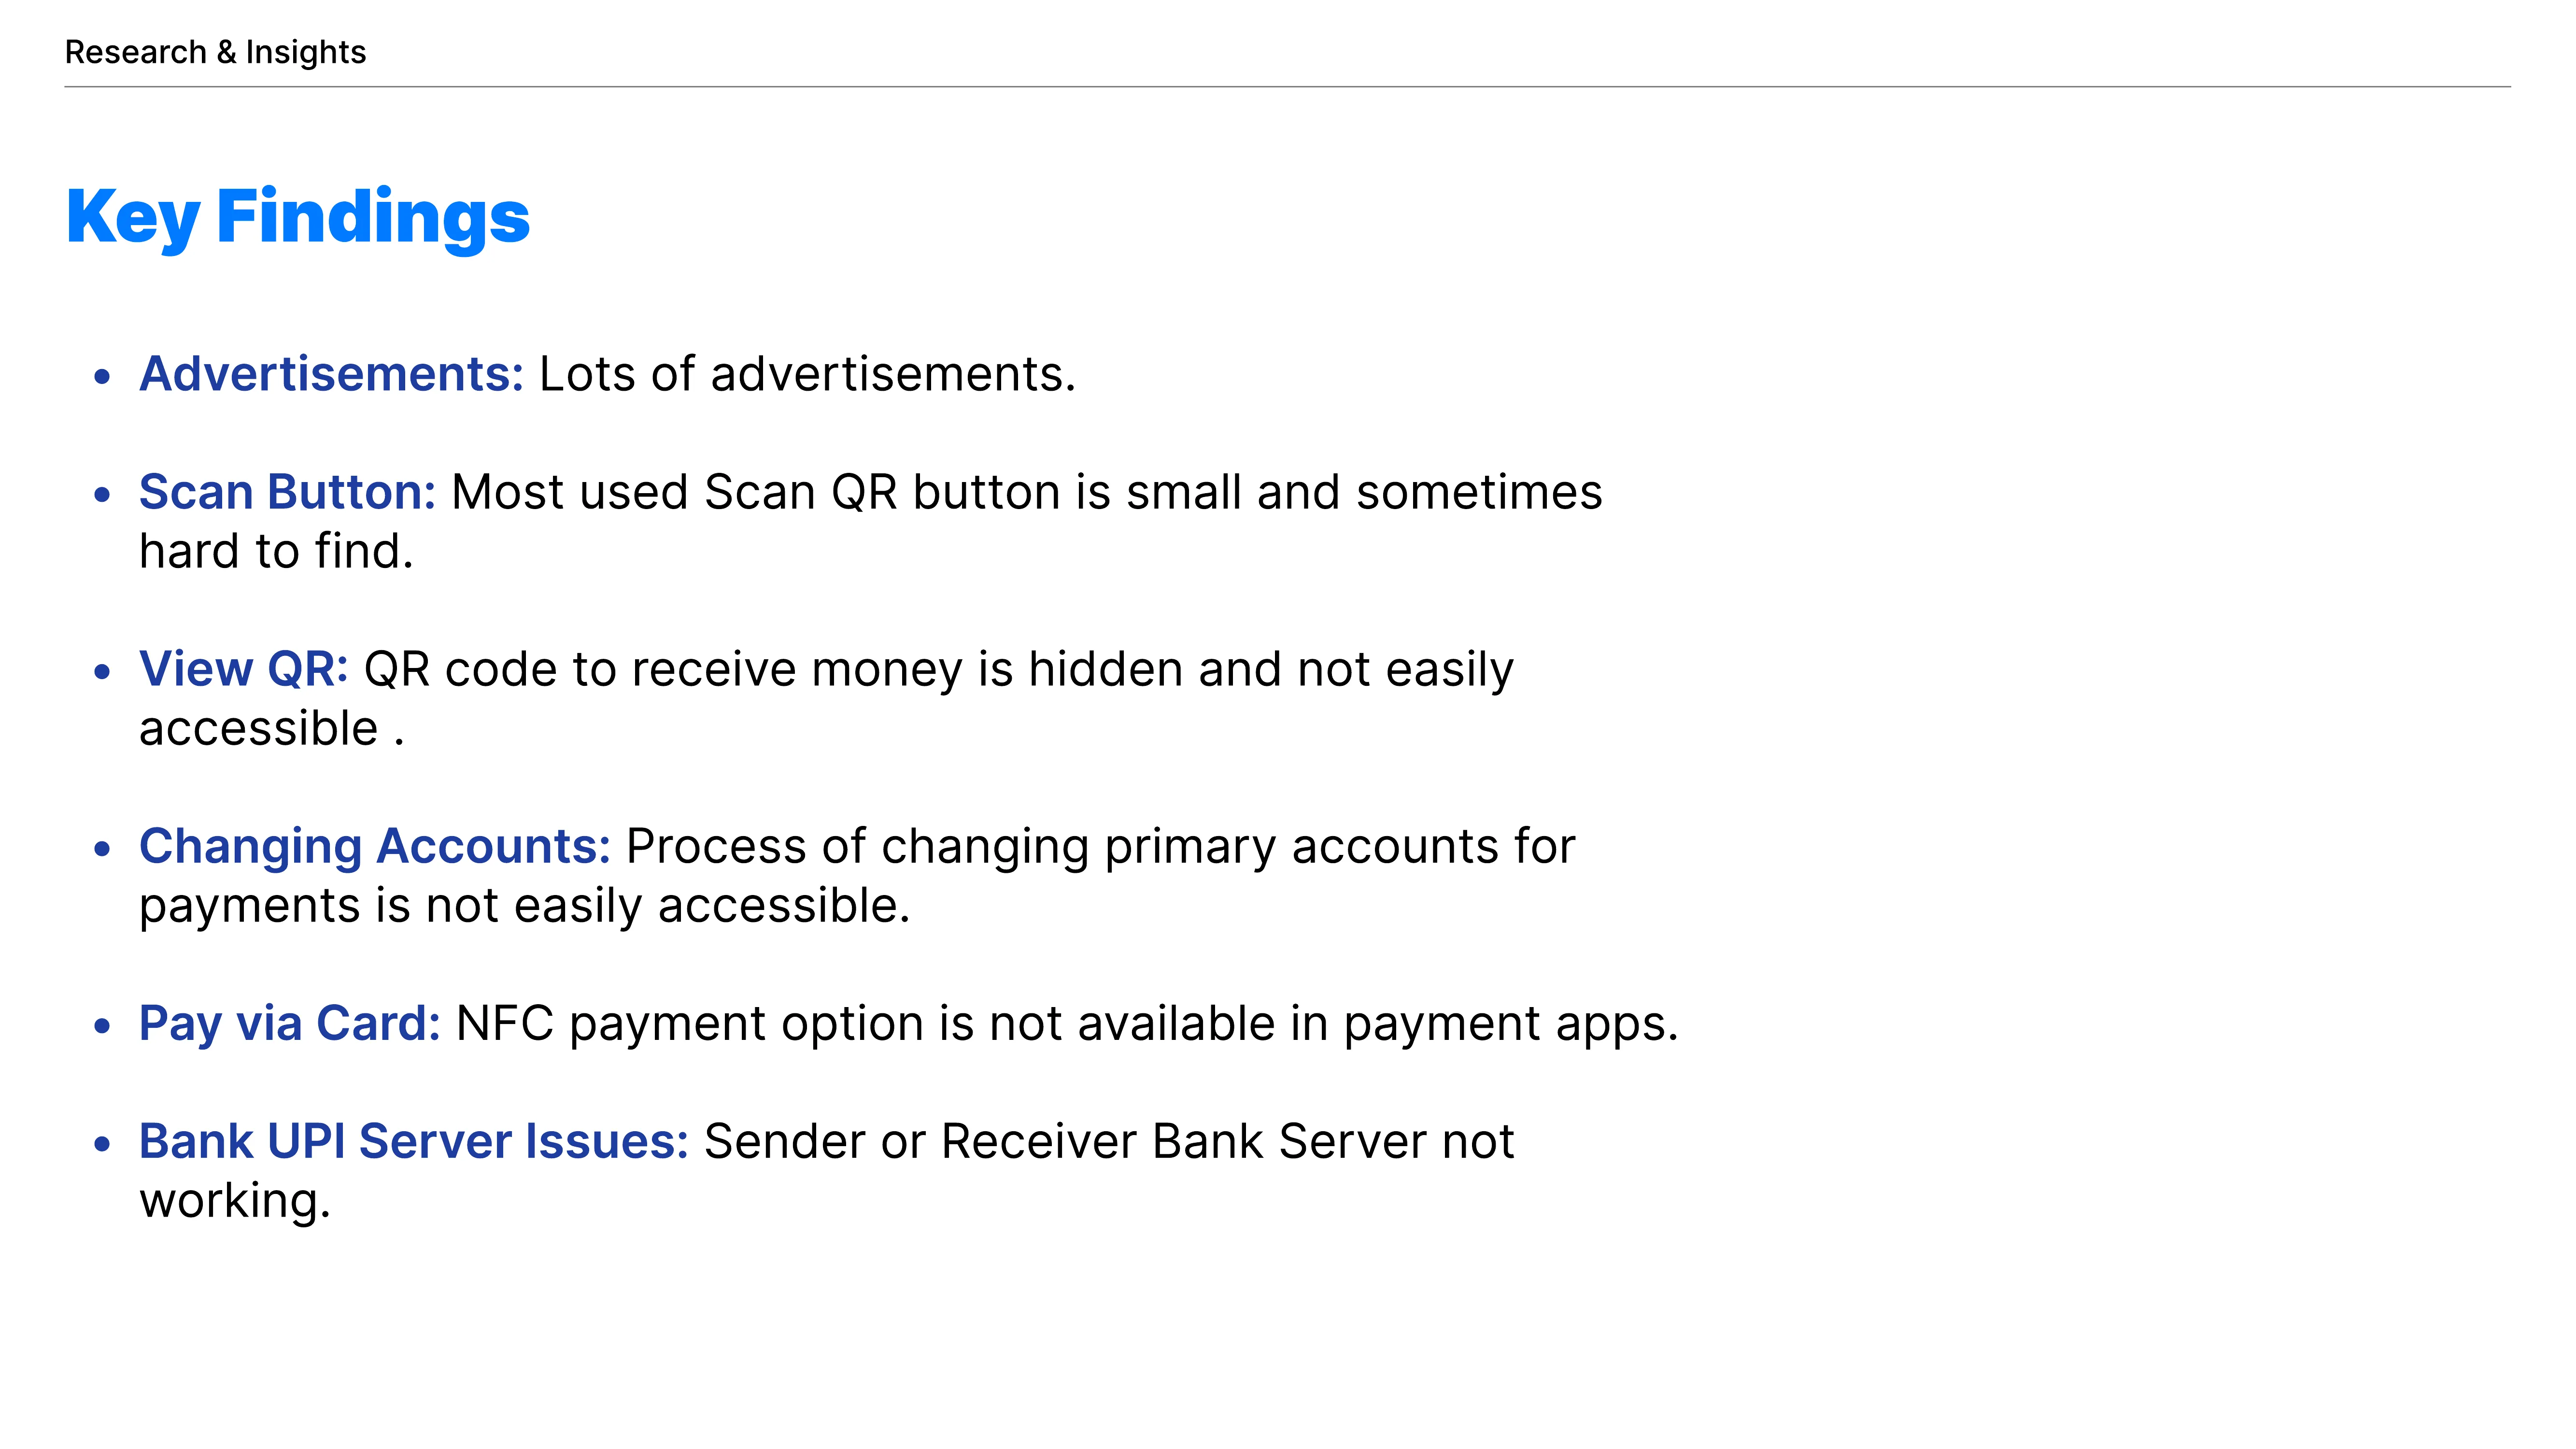 Research & Insights
Key Findings
• Advertisements: Lots of advertisements.
• Scan Button: Most used Scan QR button is small and sometimes
hard to find.
• View QR: QR code to receive money is hidden and not easily
accessible .
• Changing Accounts: Process of changing primary accounts for
payments is not easily accessible.
• Pay via Card: NFC payment option is not available in payment apps.
• Bank UPI Server Issues: Sender or Receiver Bank Server not
working.